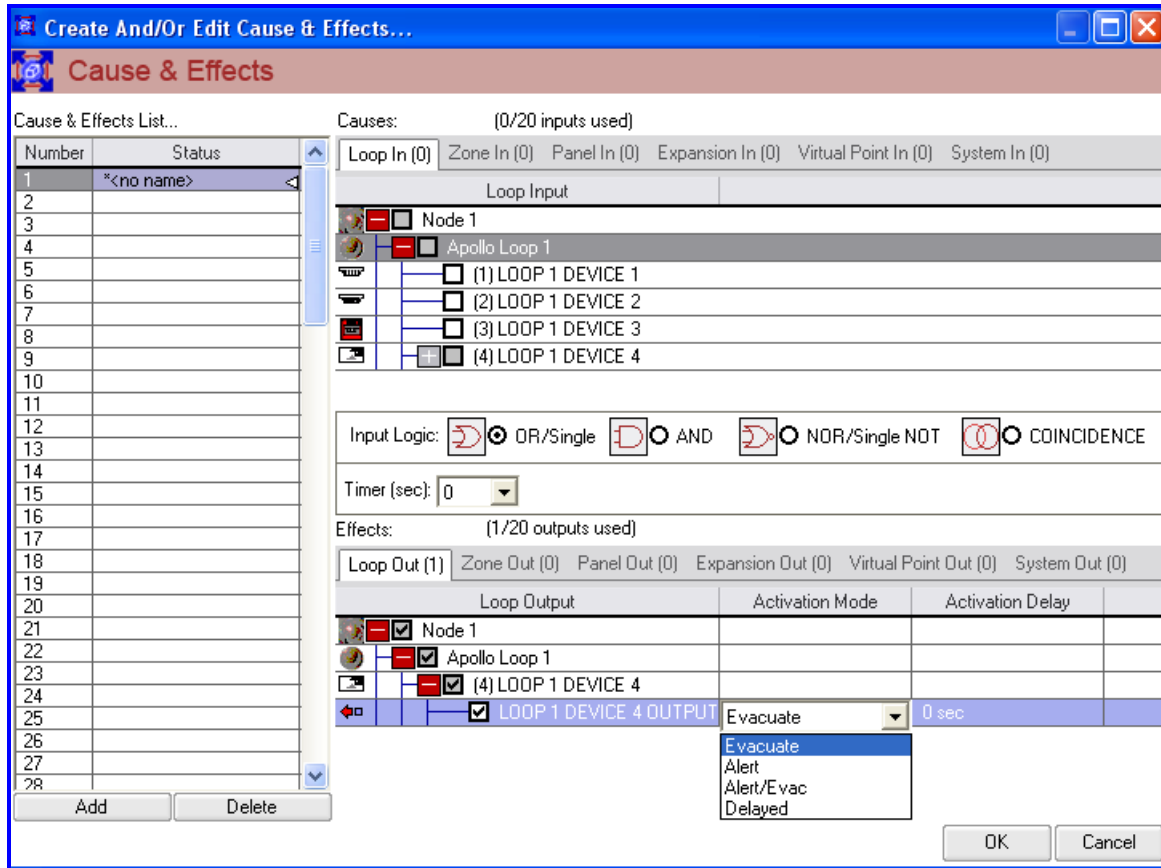 Create And/Or Edit Cause & Effects...
Cause & Effects
Cause & Effects List...
Number Status
1 *<no name>
2
3
4
5
6
7
8
9
10
11
12
13
14
15
16
17
18
19
20
21
22
23
24
25
26
27
28
Add Delete
Causes: (0/20 inputs used)
Loop In (0) Zone In (0) Panel In (0) Expansion In (0) Virtual Point In (0) System In (0)
Loop Input
Node 1
Apollo Loop 1
(1) LOOP 1 DEVICE 1
(2) LOOP 1 DEVICE 2
(3) LOOP 1 DEVICE 3
(4) LOOP 1 DEVICE 4
Input Logic: OR/Single AND NOR/Single NOT COINCIDENCE
Timer (sec): 0
Effects: (1/20 outputs used)
Loop Out (1) Zone Out (0) Panel Out (0) Expansion Out (0) Virtual Point Out (0) System Out (0)
Loop Output Activation Mode Activation Delay
Node 1
Apollo Loop 1
(4) LOOP 1 DEVICE 4
LOOP 1 DEVICE 4 OUTPUT Evacuate 0 sec
Evacuate
Alert
Alert/Evac
Delayed
OK Cancel